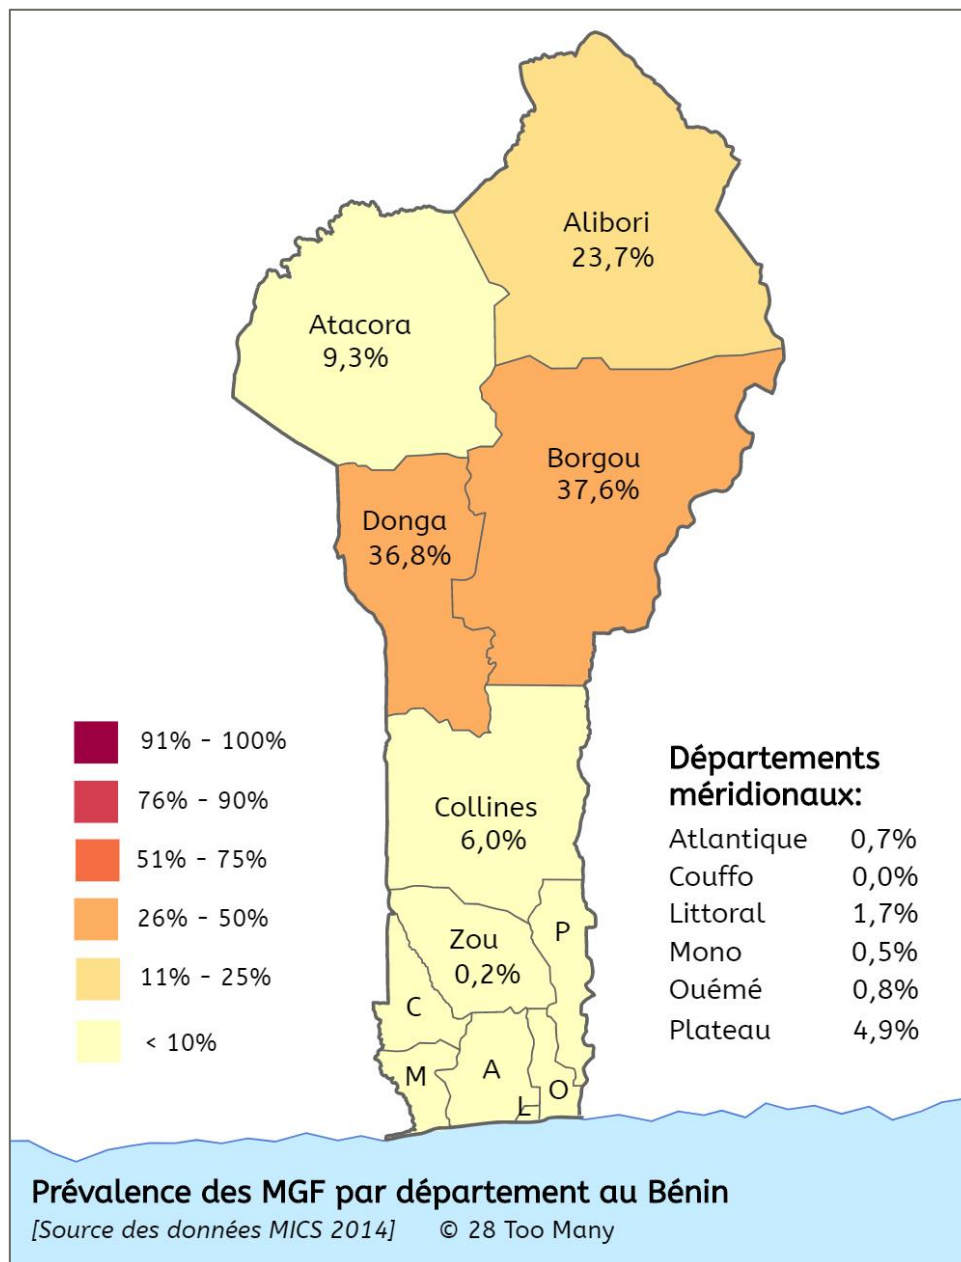 Alibori
23,7%
Atacora
9,3%
Borgou
37,6%
Donga
36,8%
Collines
6,0%
Zou
0,2%
P
C
M
A
L
O
91% - 100%
76% - 90%
51% - 75%
26% - 50%
11% - 25%
< 10%
Départements
méridionaux:
Atlantique 0,7%
Couffo 0,0%
Littoral 1,7%
Mono 0,5%
Ouémé 0,8%
Plateau 4,9%
Prévalence des MGF par département au Bénin
[Source des données MICS 2014] © 28 Too Many